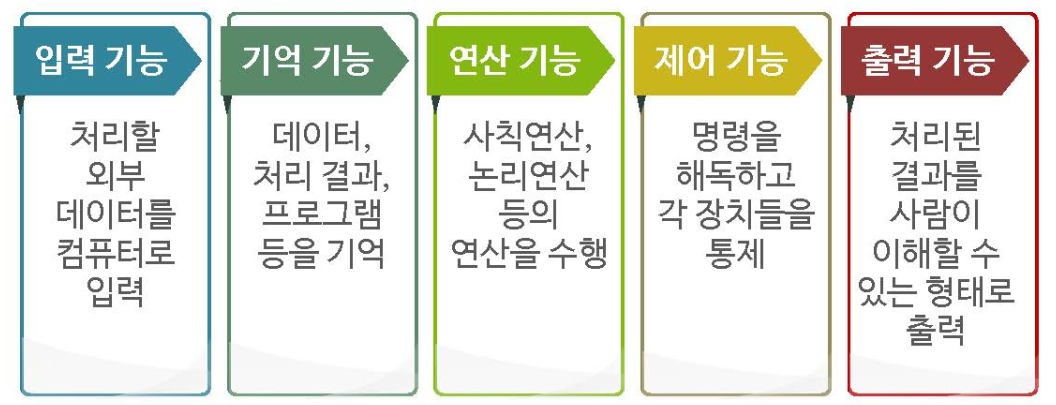 입력 기능
처리할
외부
데이터를
컴퓨터로
입력
기억 기능
데이터,
처리 결과,
프로그램
등을 기억
연산 기능
사칙연산,
논리연산
등의
연산을 수행
제어 기능
명령을
해독하고
각 장치들을
통제
출력 기능
처리된
결과를
사람이
이해할 수
있는 형태로
출력